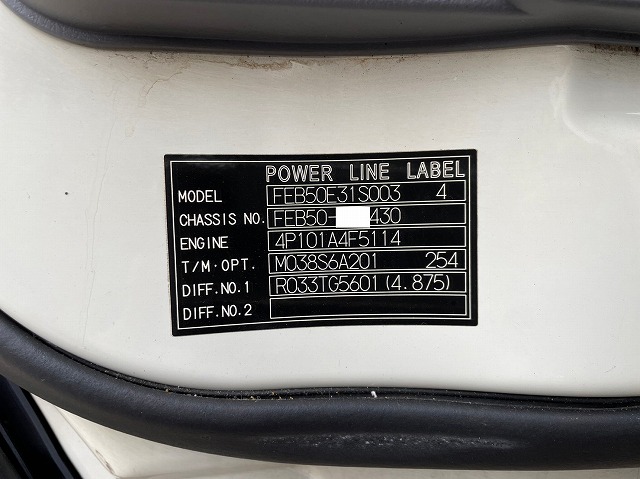 POWER LINE LABEL
MODEL FEB50E31S003 4
CHASSIS NO. FEB50- 430
ENGINE 4P101A4F5114
T/M·OPT. M038S6A201 254
DIFF.NO.1 R033TG5601(4.875)
DIFF.NO.2